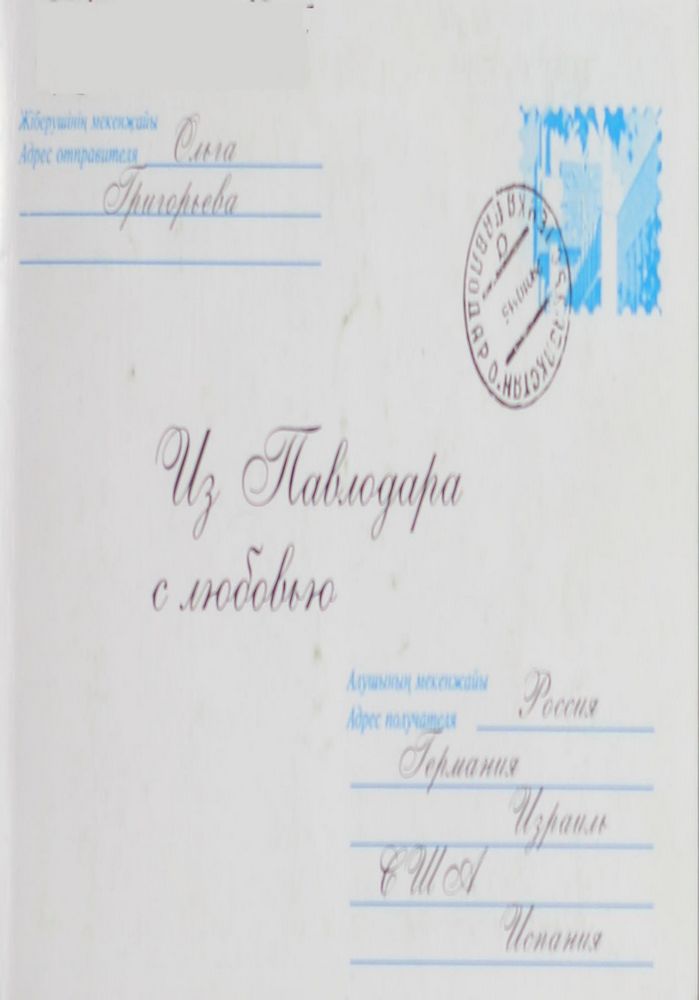 Жіберушінің мекенжайы
Адрес отправителя Ольга
Григорьева
Из Павлодара
с любовью
Алушының мекенжайы
Адрес получателя Россия
Германия
Израиль
США
Испания